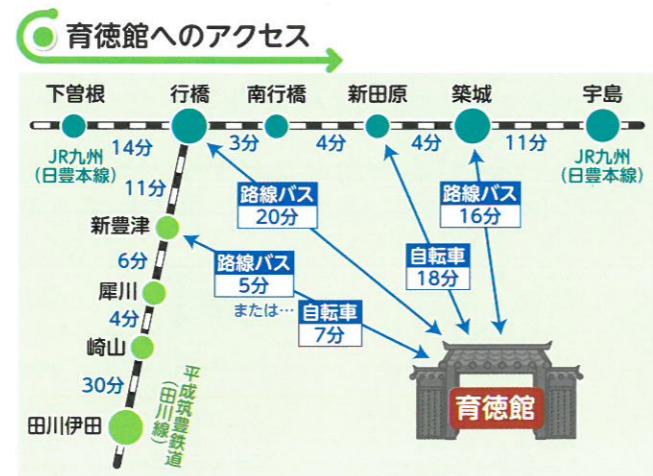 育徳館へのアクセス
下曽根 行橋 南行橋 新田原 築城 宇島
14分 3分 4分 4分 11分
JR九州
(日豊本線)
JR九州
(日豊本線)
11分
路線バス
20分
路線バス
16分
新豊津
6分
路線バス
5分
または…
自転車
7分
自転車
18分
犀川
4分
崎山
30分
田川伊田
平成筑豊鉄道
(田川線)
育徳館